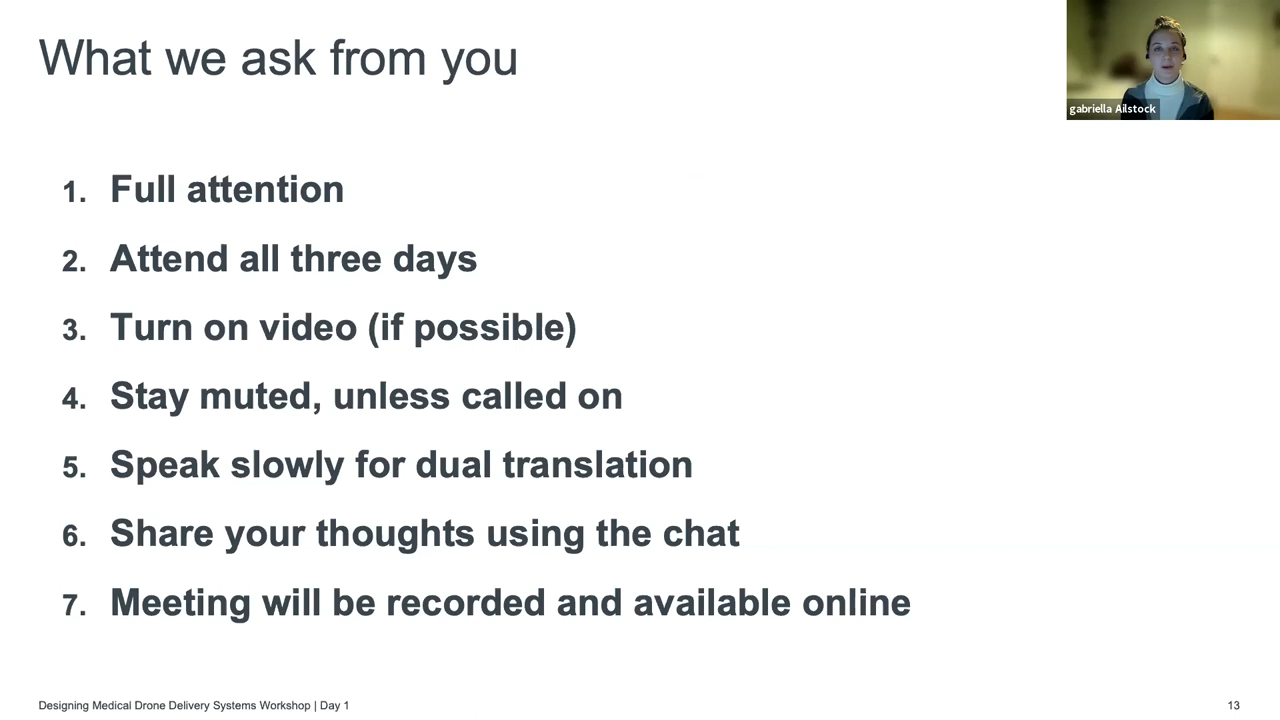 What we ask from you
gabriella Ailstock
1. Full attention
2. Attend all three days
3. Turn on video (if possible)
4. Stay muted, unless called on
5. Speak slowly for dual translation
6. Share your thoughts using the chat
7. Meeting will be recorded and available online
Designing Medical Drone Delivery Systems Workshop | Day 1
13